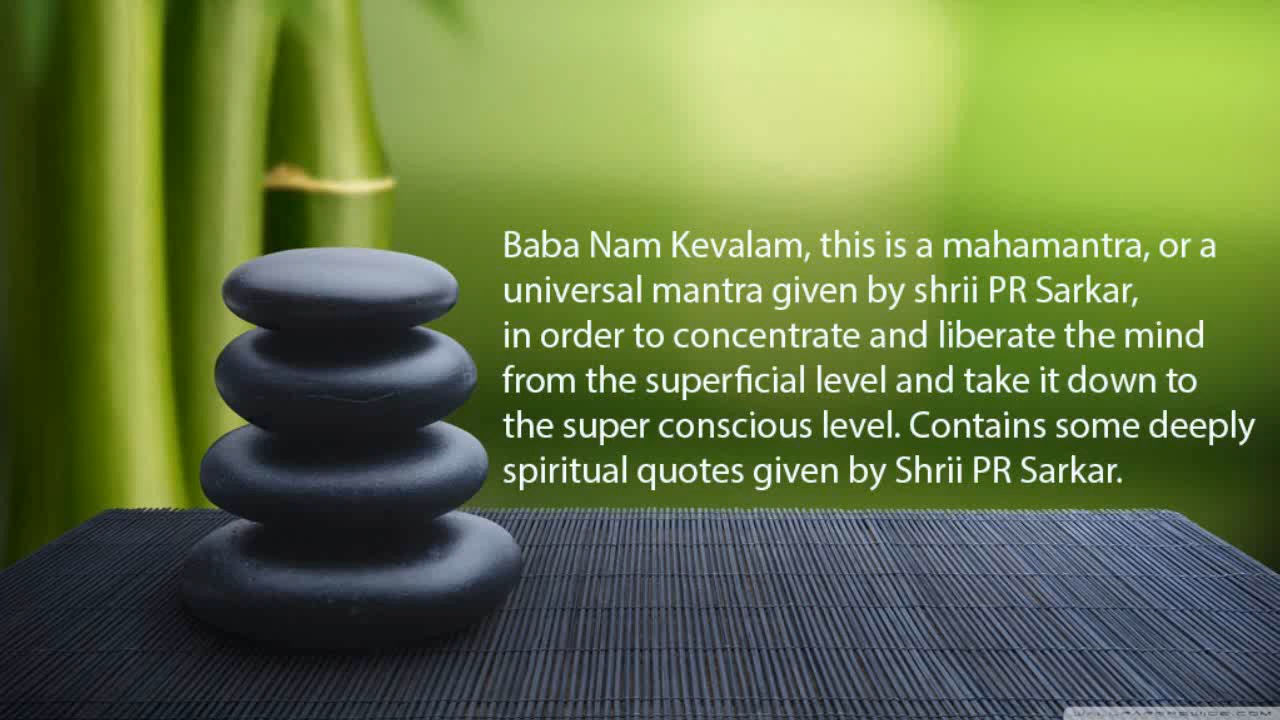 Baba Nam Kevalam, this is a mahamantra, or a
universal mantra given by shrii PR Sarkar,
in order to concentrate and liberate the mind
from the superficial level and take it down to
the super conscious level. Contains some deeply
spiritual quotes given by Shrii PR Sarkar.